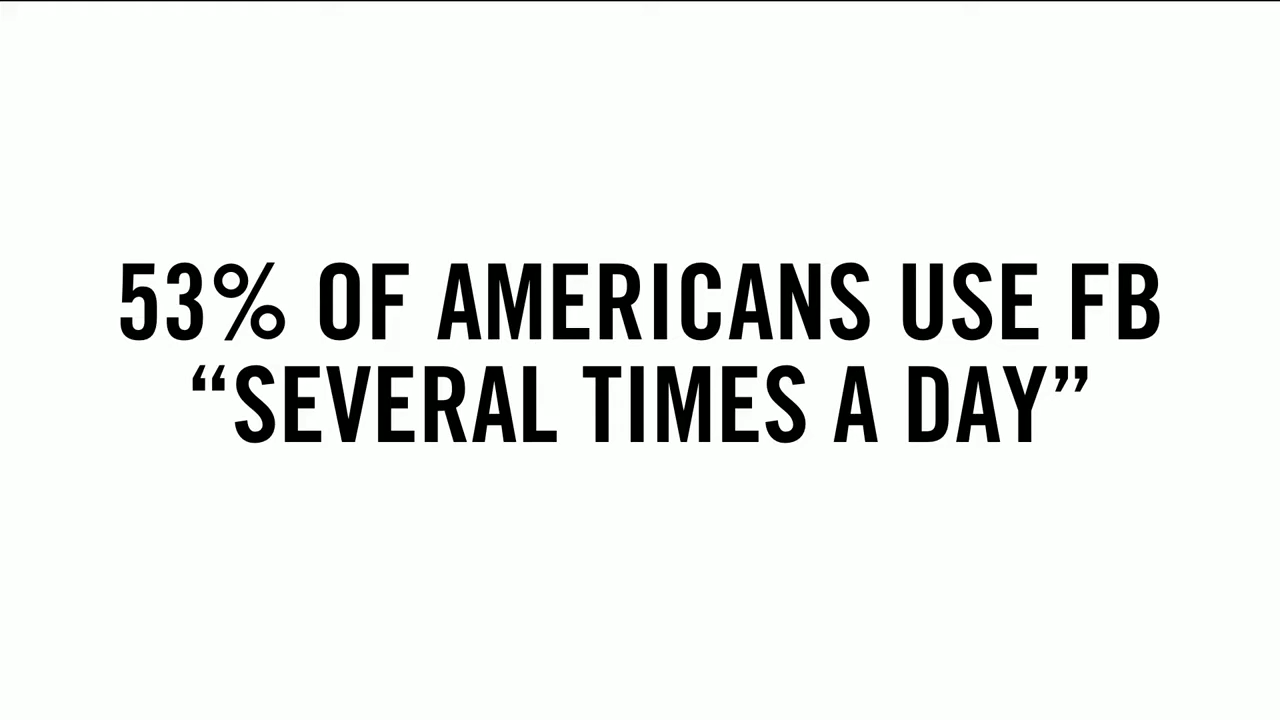 53% OF AMERICANS USE FB
“SEVERAL TIMES A DAY”